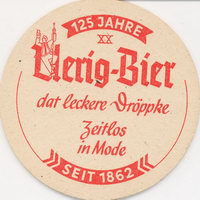 125 JAHRE
XX
Uerig-Bier
dat leckere Dröppke
Zeitlos
in Mode
SEIT 1862